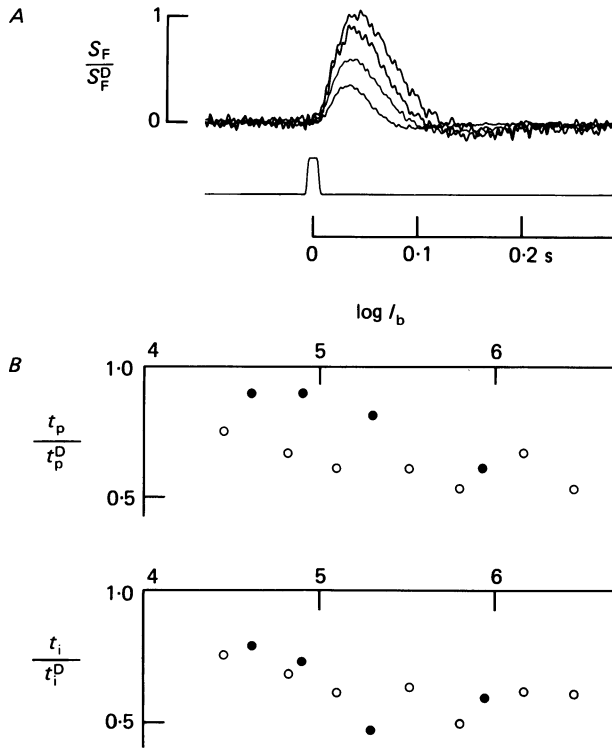 A
1
S_F
S_F^D
0
0 0·1 0·2 s
log I_b
B
4 5 6
1·0
t_p
t_p^D
0·5
4 5 6
1·0
t_i
t_i^D
0·5